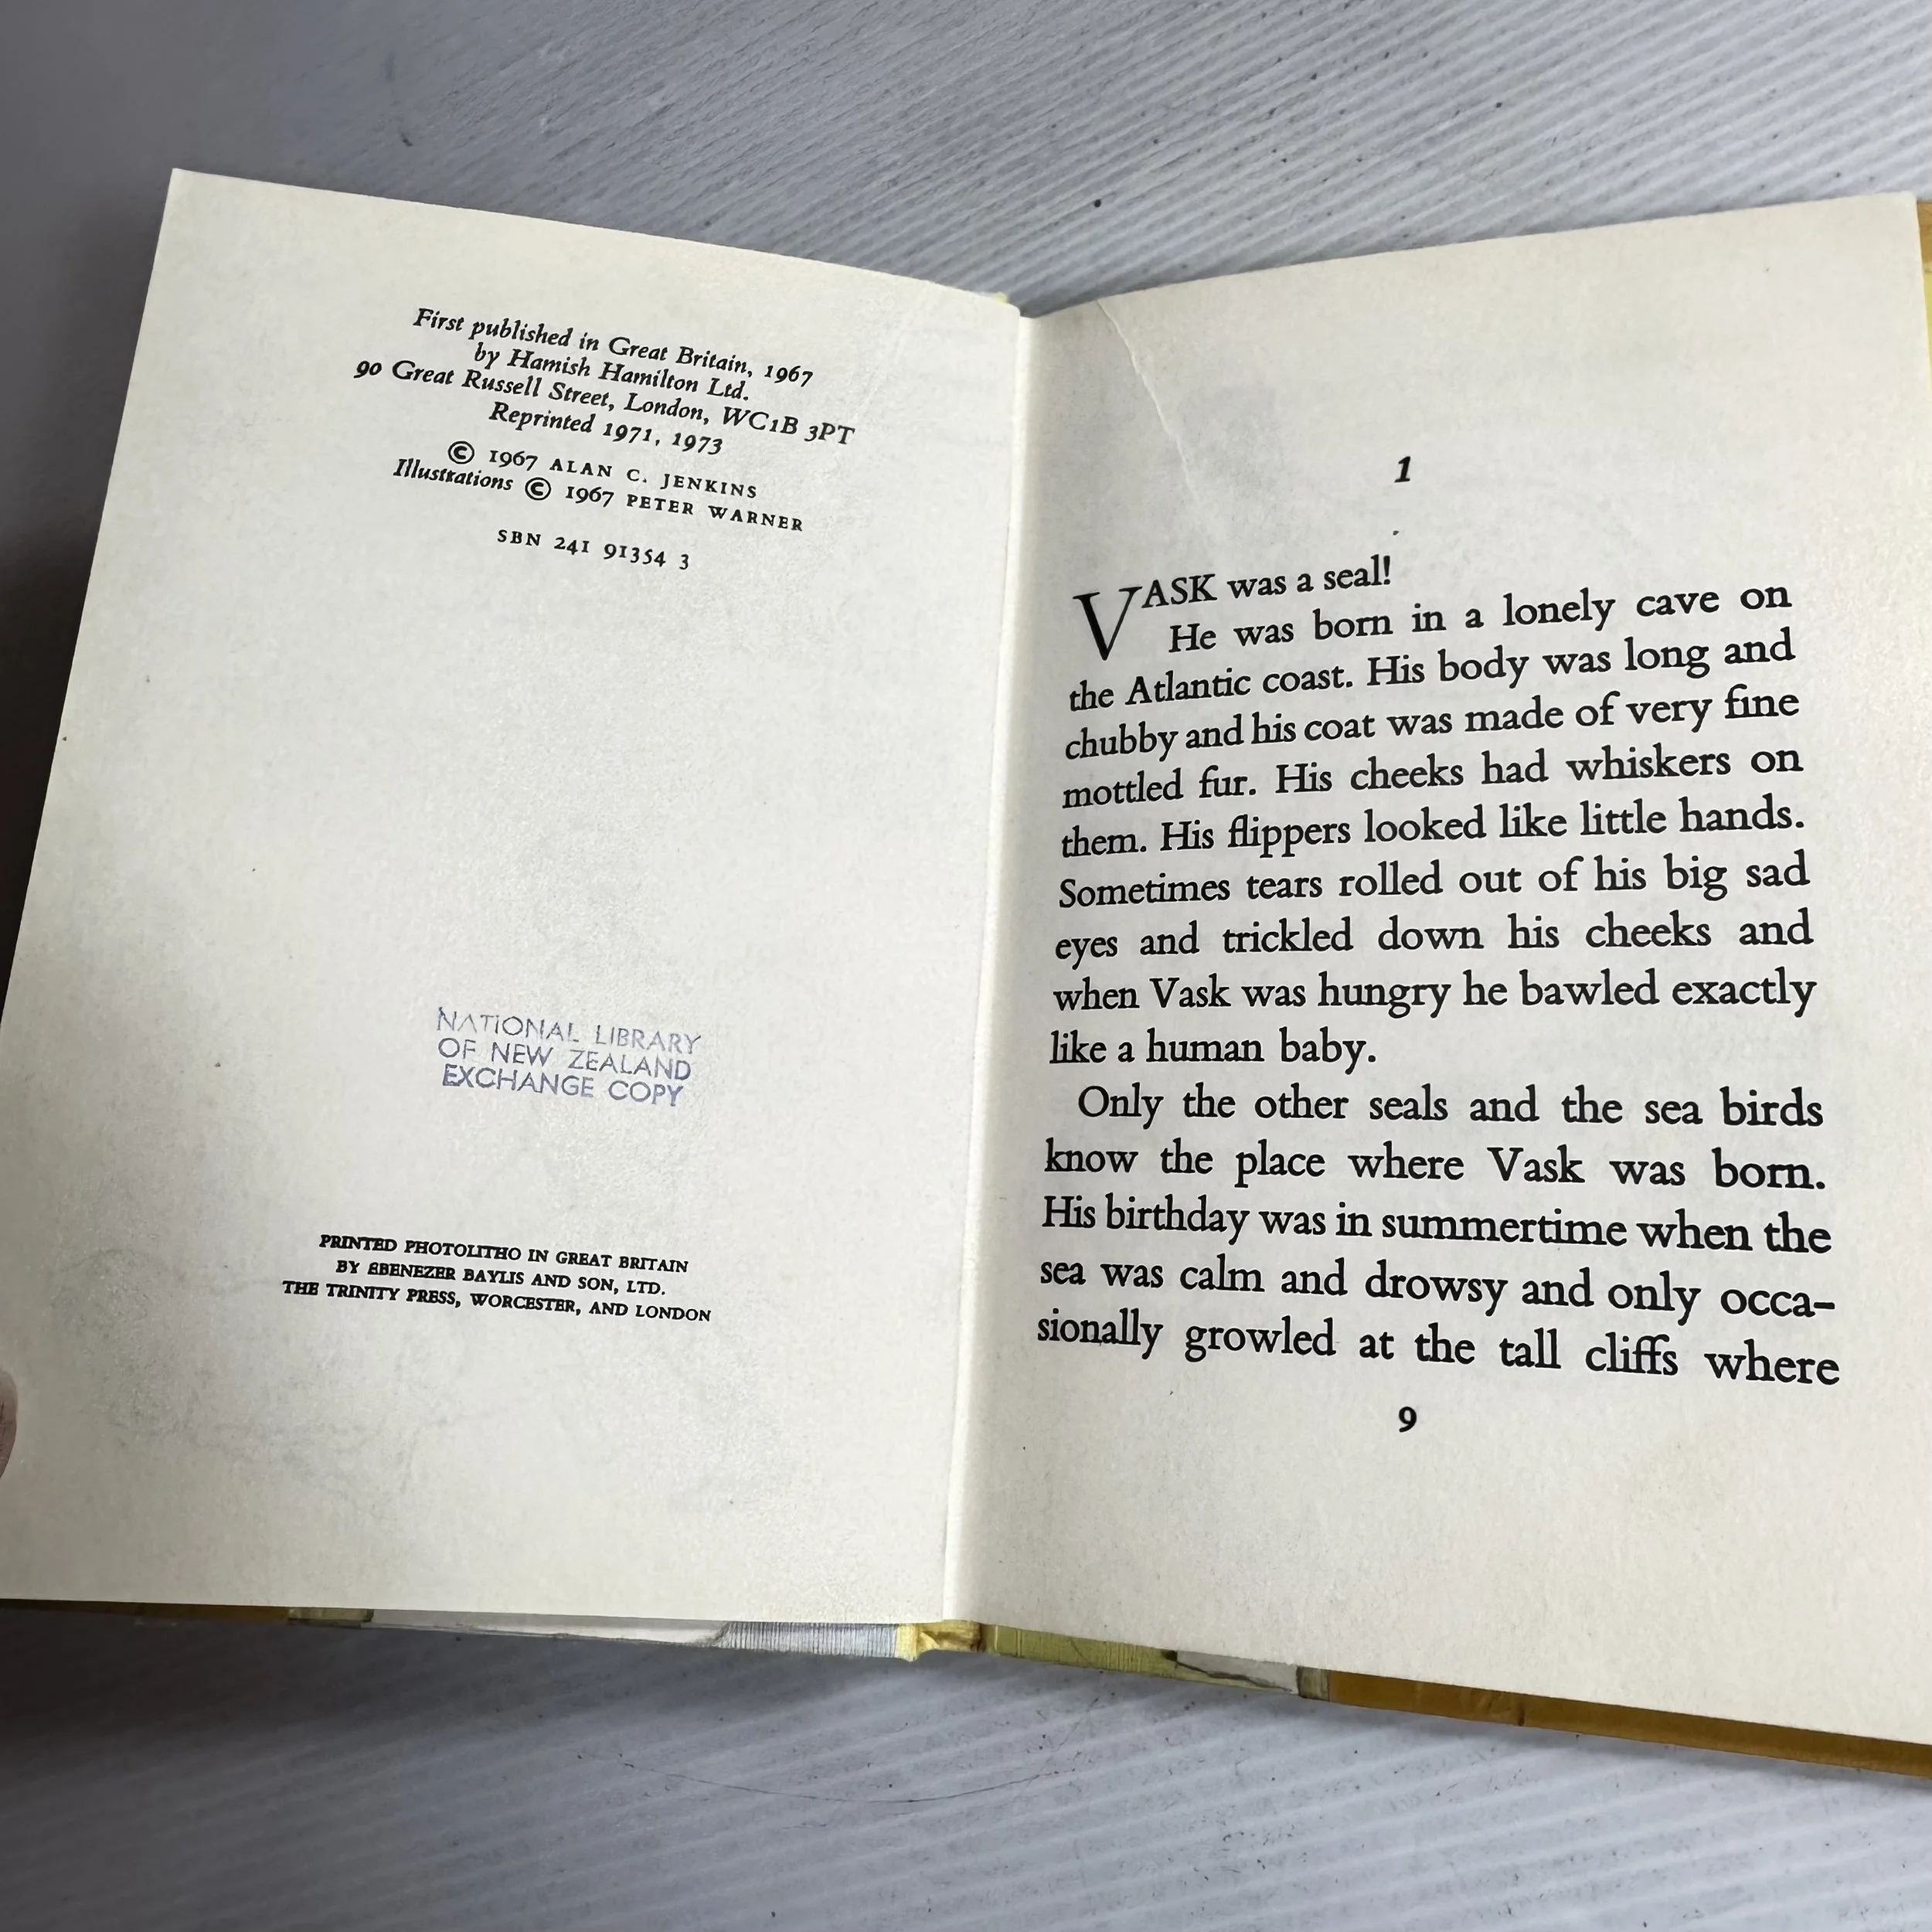 First published in Great Britain, 1967
by Hamish Hamilton Ltd.
90 Great Russell Street, London, WC1B 3PT
Reprinted 1971, 1973
© 1967 ALAN C. JENKINS
Illustrations © 1967 PETER WARNER
SBN 241 91354 3
NATIONAL LIBRARY
OF NEW ZEALAND
EXCHANGE COPY
PRINTED PHOTOLITHO IN GREAT BRITAIN
BY EBENEZER BAYLIS AND SON, LTD.
THE TRINITY PRESS, WORCESTER, AND LONDON
1
VASK was a seal!
He was born in a lonely cave on
the Atlantic coast. His body was long and
chubby and his coat was made of very fine
mottled fur. His cheeks had whiskers on
them. His flippers looked like little hands.
Sometimes tears rolled out of his big sad
eyes and trickled down his cheeks and
when Vask was hungry he bawled exactly
like a human baby.
Only the other seals and the sea birds
know the place where Vask was born.
His birthday was in summertime when the
sea was calm and drowsy and only occa-
sionally growled at the tall cliffs where
9